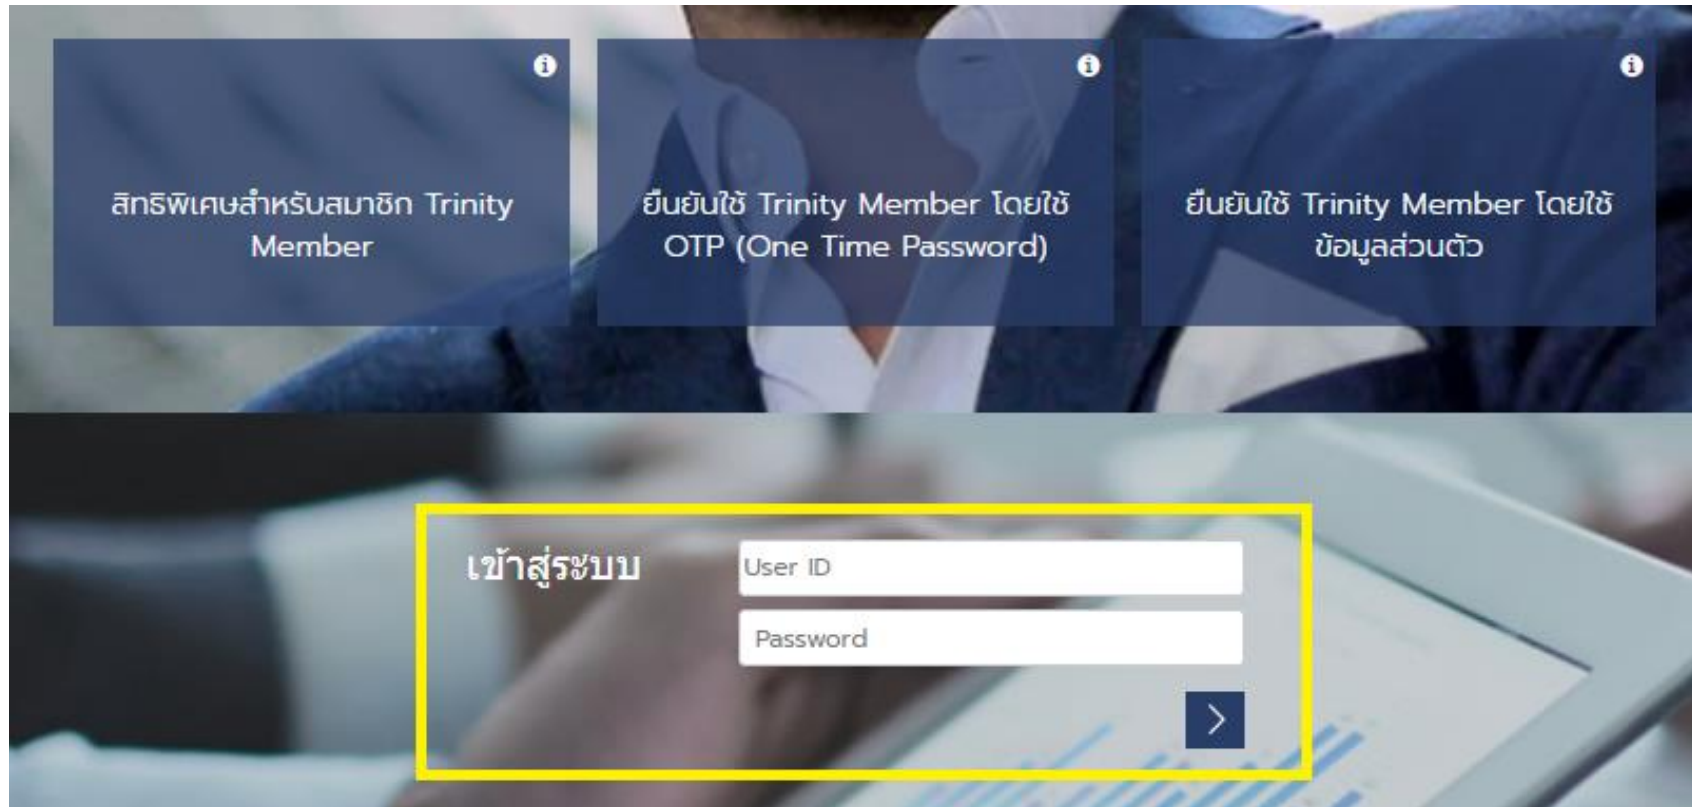 สิทธิพิเศษสำหรับสมาชิก Trinity
Member
ยืนยันใช้ Trinity Member โดยใช้
OTP (One Time Password)
ยืนยันใช้ Trinity Member โดยใช้
ข้อมูลส่วนตัว
เข้าสู่ระบบ
User ID
Password